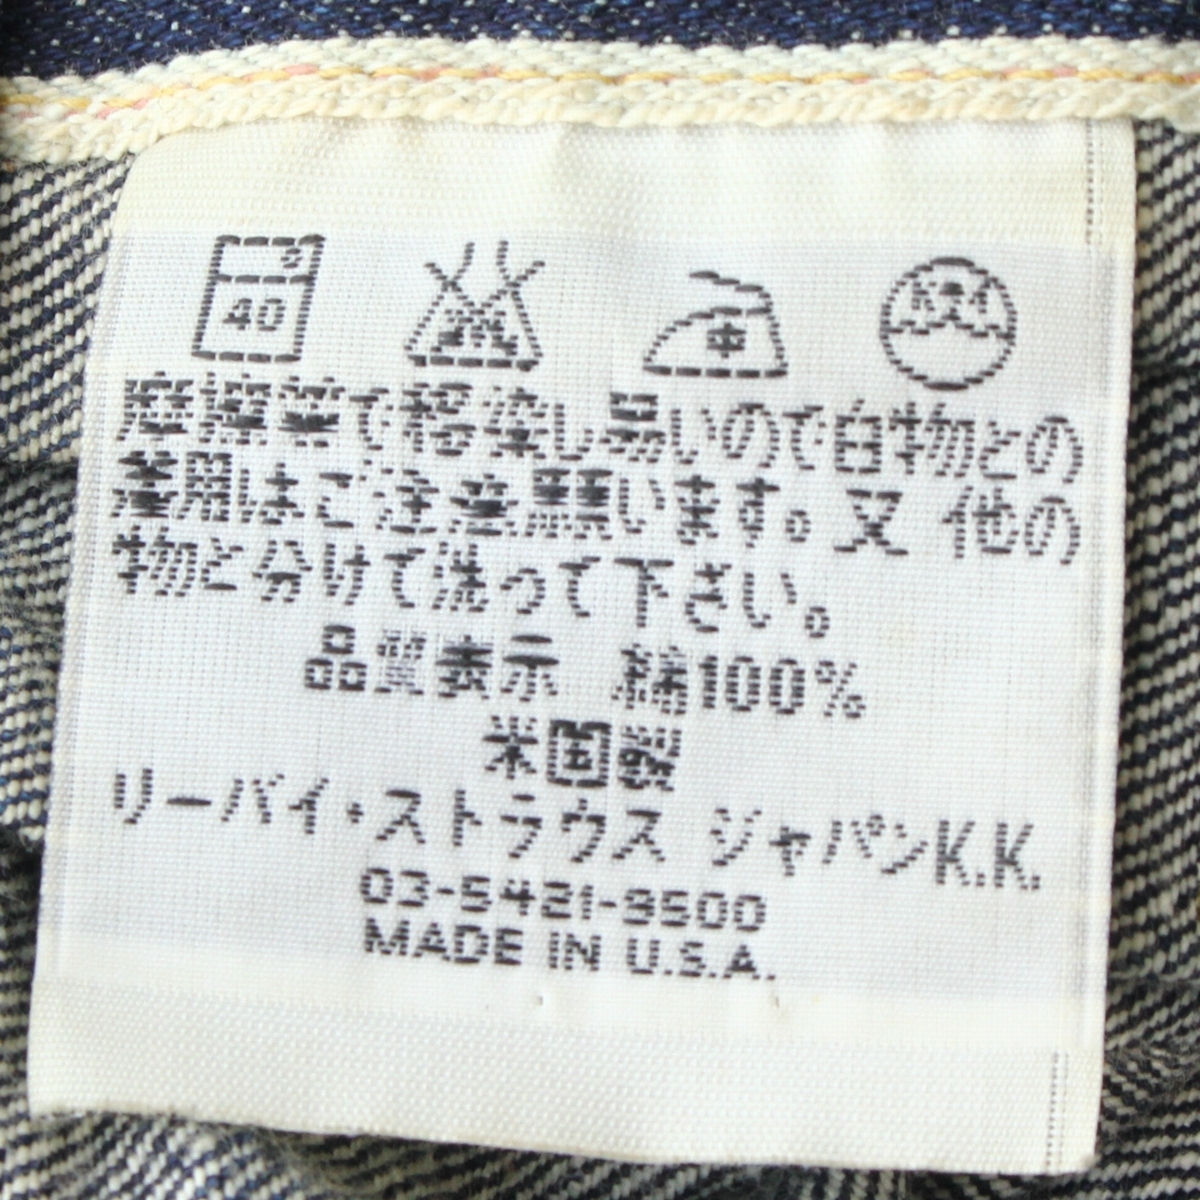 40 中
摩擦等で移染し易いので白物との
着用はご注意願います。又 他の
物と分けて洗って下さい。
品質表示 綿100%
米国製
リーバイ・ストラウス ジャパンK.K.
03-5421-9500
MADE IN U.S.A.